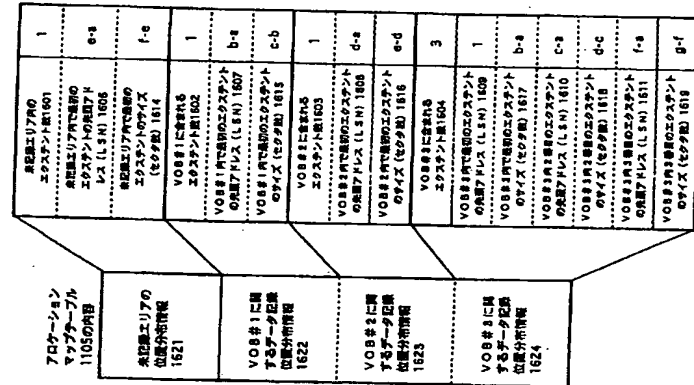 アロケーション
マップテーブル
1105の内容
未記録エリアの
位置分布情報
1621
VOB#1に関
するデータ記録
位置分布情報
1622
VOB#2に関
するデータ記録
位置分布情報
1623
VOB#3に関
するデータ記録
位置分布情報
1624
未記録エリア内の
エクステント数1601
1
未記録エリア内で最初の
エクステントの先頭アド
レス(LSN) 1606
e-a
未記録エリア内で最初の
エクステントのサイズ
(セクタ数) 1614
f-e
VOB#1に含まれる
エクステント数1602
1
VOB#1内で最初のエクステント
の先頭アドレス(LSN) 1607
b-a
VOB#1内で最初のエクステント
のサイズ(セクタ数) 1615
c-b
VOB#2に含まれる
エクステント数1603
1
VOB#2内で最初のエクステント
の先頭アドレス(LSN) 1608
d-a
VOB#2内で最初のエクステント
のサイズ(セクタ数) 1616
e-d
VOB#3に含まれる
エクステント数1604
3
VOB#3内で最初のエクステント
の先頭アドレス(LSN) 1609
1
VOB#3内で最初のエクステント
のサイズ(セクタ数) 1617
b-a
VOB#3内2番目のエクステント
の先頭アドレス(LSN) 1610
c-a
VOB#3内2番目のエクステント
のサイズ(セクタ数) 1618
d-c
VOB#3内3番目のエクステント
の先頭アドレス(LSN) 1611
f-a
VOB#3内3番目のエクステント
のサイズ(セクタ数) 1619
g-f